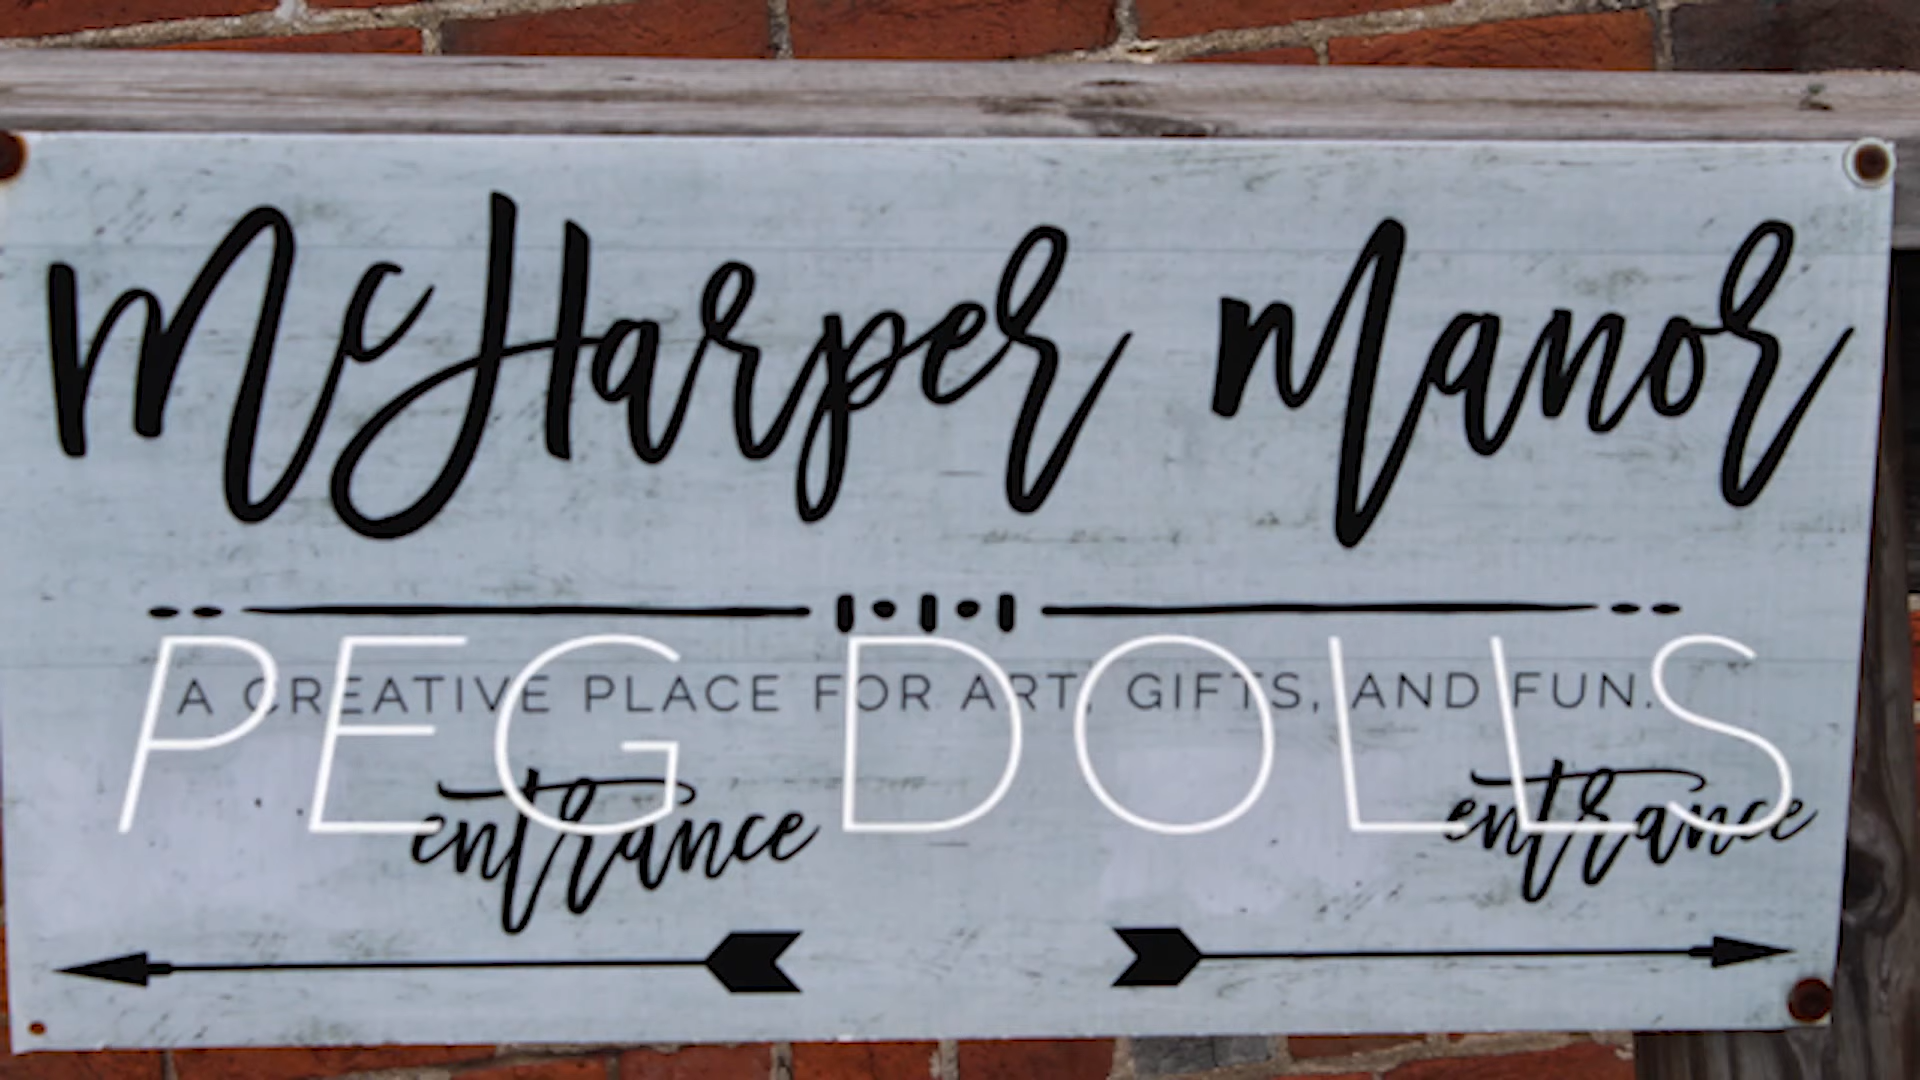 McHarper Manor
A CREATIVE PLACE FOR ART, GIFTS, AND FUN.
PEG DOLLS
entrance entrance